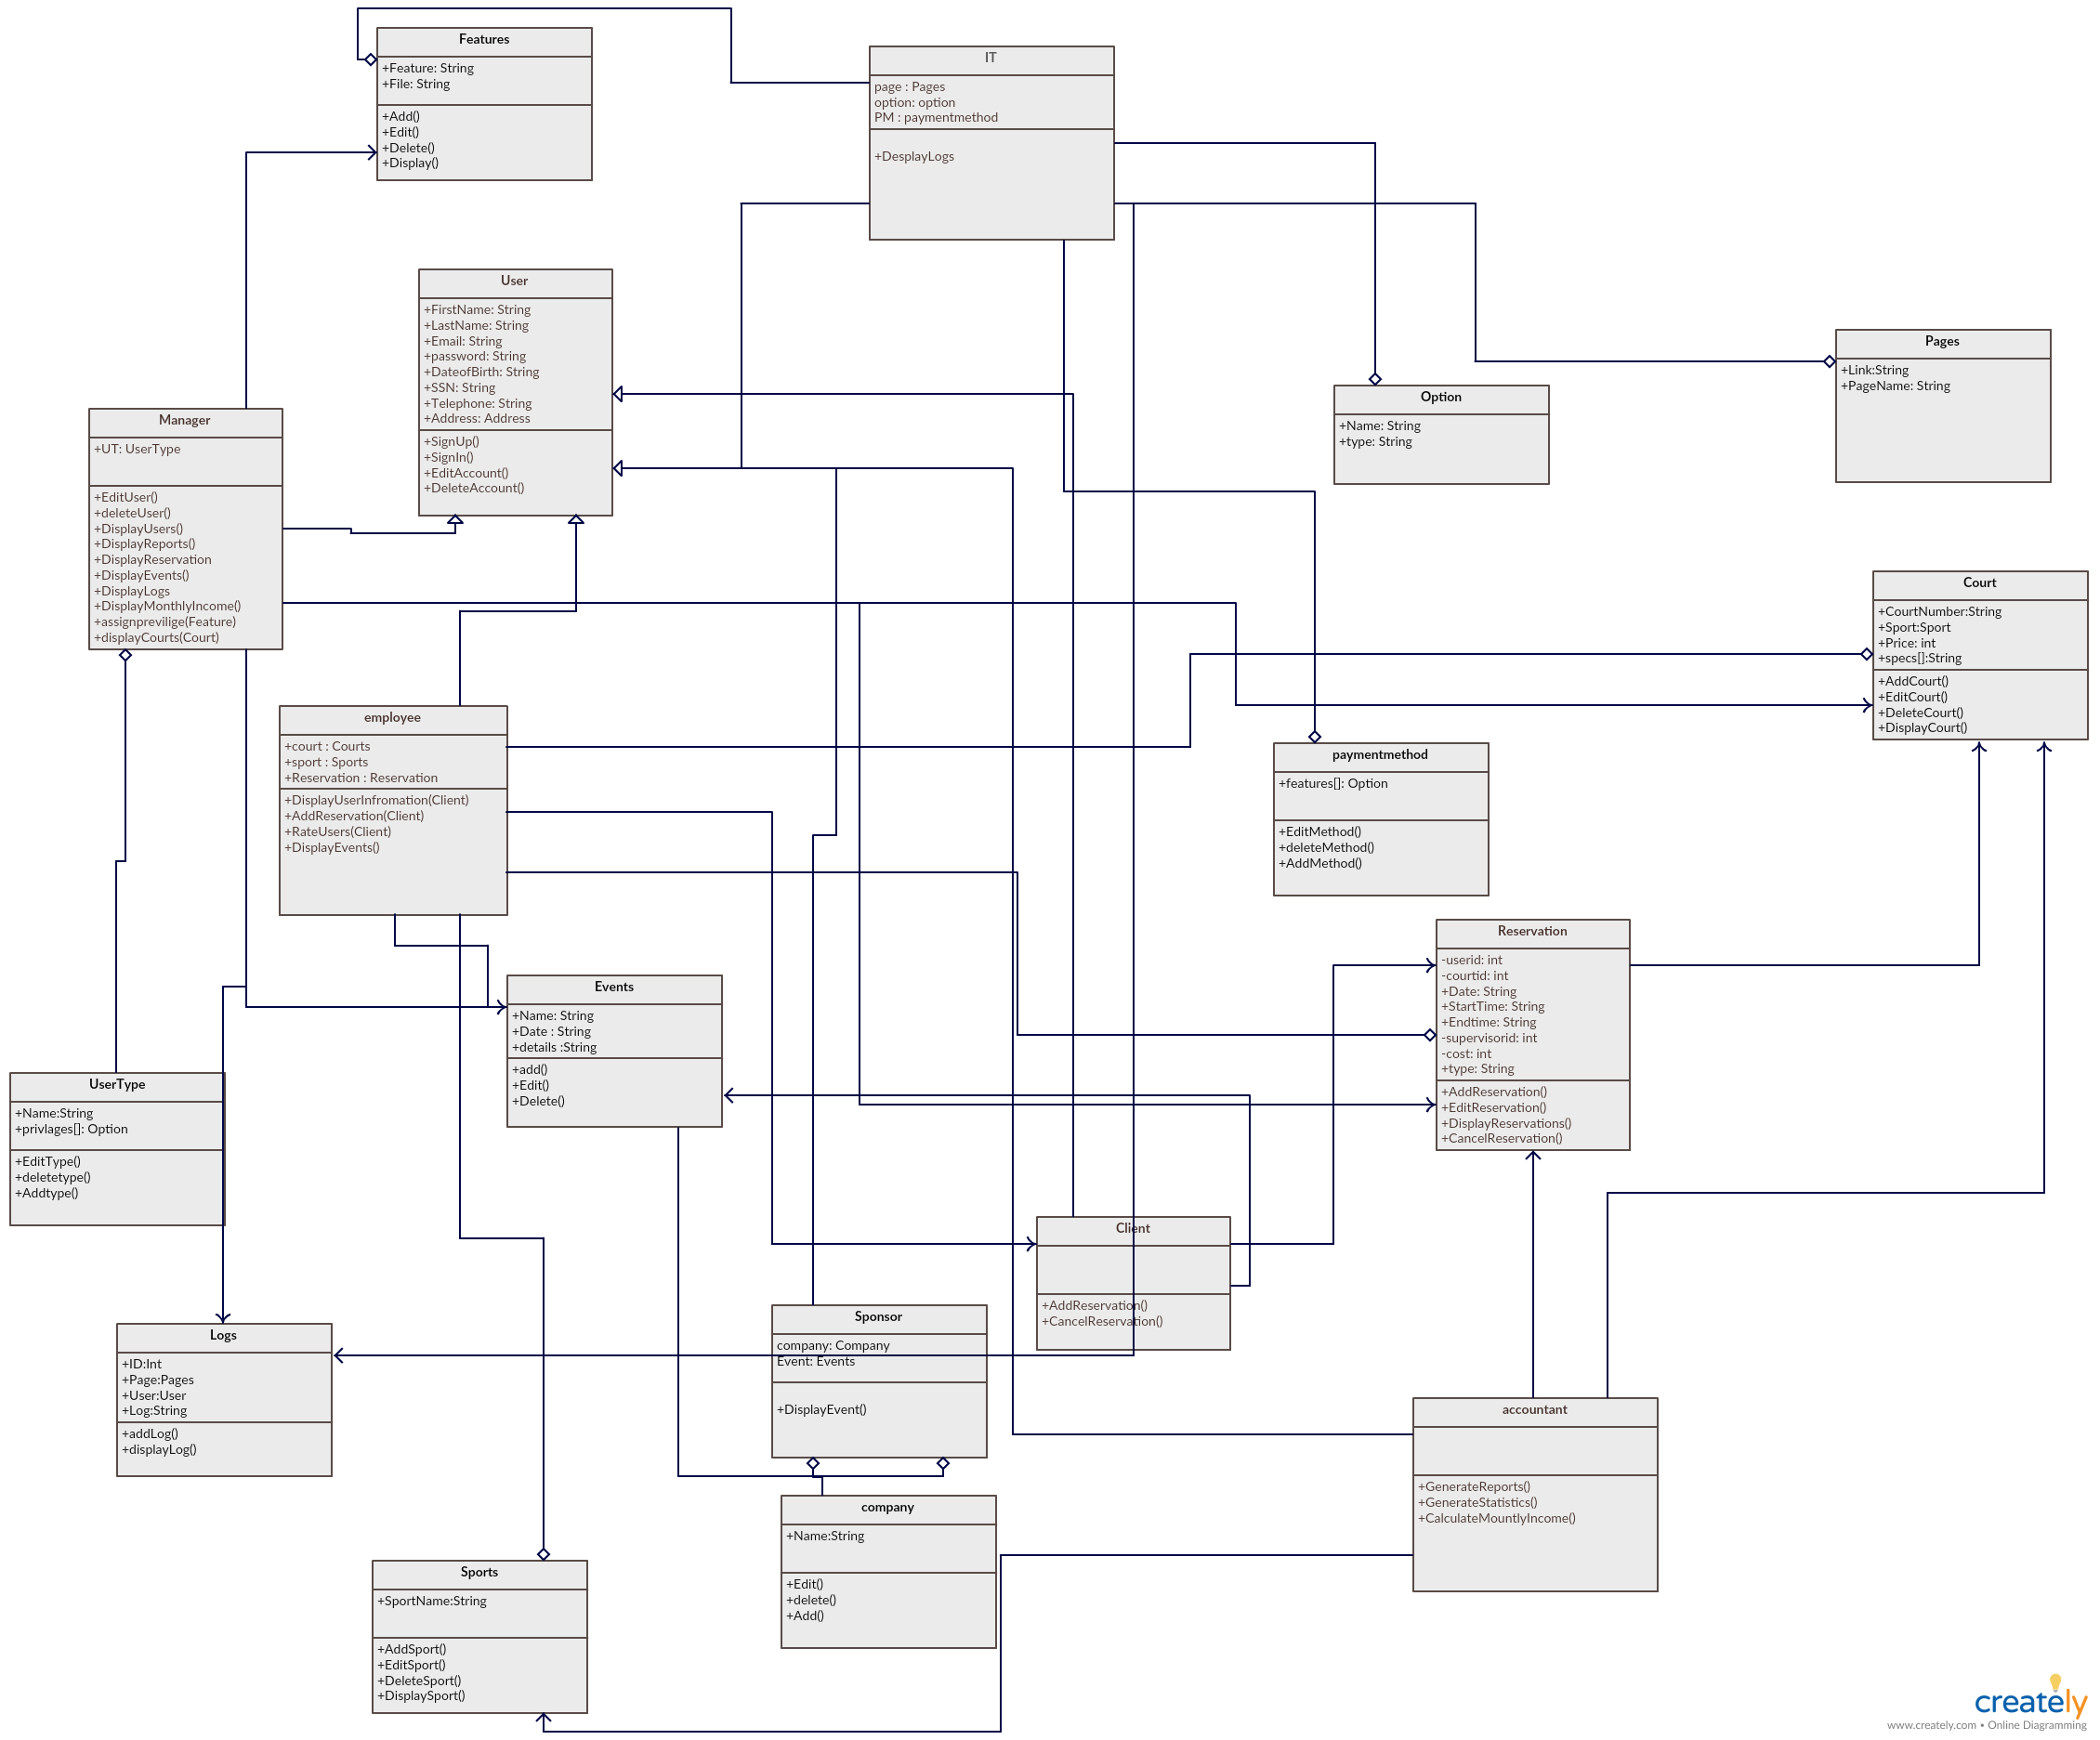 Features
+Feature: String
+File: String
+Add()
+Edit()
+Delete()
+Display()
IT
page : Pages
option: option
PM : paymentmethod
+DesplayLogs
User
+FirstName: String
+LastName: String
+Email: String
+password: String
+DateofBirth: String
+SSN: String
+Telephone: String
+Address: Address
+SignUp()
+SignIn()
+EditAccount()
+DeleteAccount()
Pages
+Link:String
+PageName: String
Option
+Name: String
+type: String
Manager
+UT: UserType
+EditUser()
+deleteUser()
+DisplayUsers()
+DisplayReports()
+DisplayReservation
+DisplayEvents()
+DisplayLogs
+DisplayMonthlyIncome()
+assignprevilige(Feature)
+displayCourts(Court)
Court
+CourtNumber:String
+Sport:Sport
+Price: int
+specs[]:String
+AddCourt()
+EditCourt()
+DeleteCourt()
+DisplayCourt()
employee
+court : Courts
+sport : Sports
+Reservation : Reservation
+DisplayUserInfromation(Client)
+AddReservation(Client)
+RateUsers(Client)
+DisplayEvents()
paymentmethod
+features[]: Option
+EditMethod()
+deleteMethod()
+AddMethod()
Reservation
-userid: int
-courtid: int
+Date: String
+StartTime: String
+Endtime: String
-supervisorid: int
-cost: int
+type: String
+AddReservation()
+EditReservation()
+DisplayReservations()
+CancelReservation()
Events
+Name: String
+Date : String
+details :String
+add()
+Edit()
+Delete()
UserType
+Name:String
+privlages[]: Option
+EditType()
+deletetype()
+Addtype()
Client
+AddReservation()
+CancelReservation()
Sponsor
company: Company
Event: Events
+DisplayEvent()
Logs
+ID:Int
+Page:Pages
+User:User
+Log:String
+addLog()
+displayLog()
accountant
+GenerateReports()
+GenerateStatistics()
+CalculateMountlyIncome()
company
+Name:String
+Edit()
+delete()
+Add()
Sports
+SportName:String
+AddSport()
+EditSport()
+DeleteSport()
+DisplaySport()
creately
www.creately.com • Online Diagramming